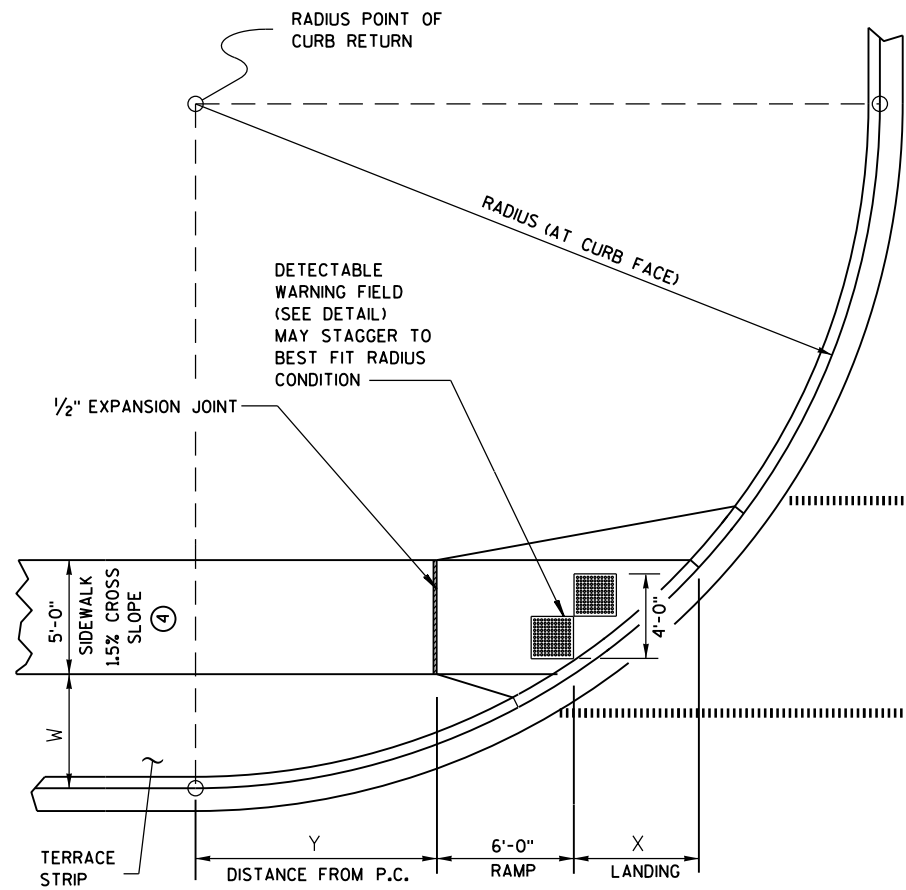 RADIUS POINT OF
CURB RETURN
RADIUS (AT CURB FACE)
DETECTABLE
WARNING FIELD
(SEE DETAIL)
MAY STAGGER TO
BEST FIT RADIUS
CONDITION
1/2" EXPANSION JOINT
5'-0"
SIDEWALK
1.5% CROSS
SLOPE
4
4'-0"
W
Y
6'-0"
X
DISTANCE FROM P.C.
RAMP
LANDING
TERRACE
STRIP